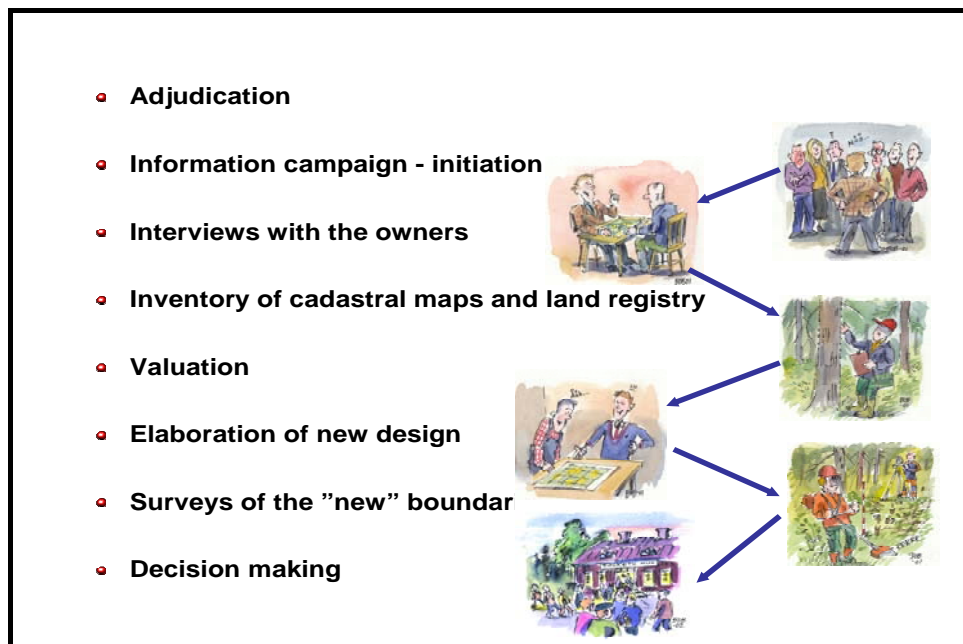 Adjudication
Information campaign - initiation
Interviews with the owners
Inventory of cadastral maps and land registry
Valuation
Elaboration of new design
Surveys of the ”new” boundar
Decision making